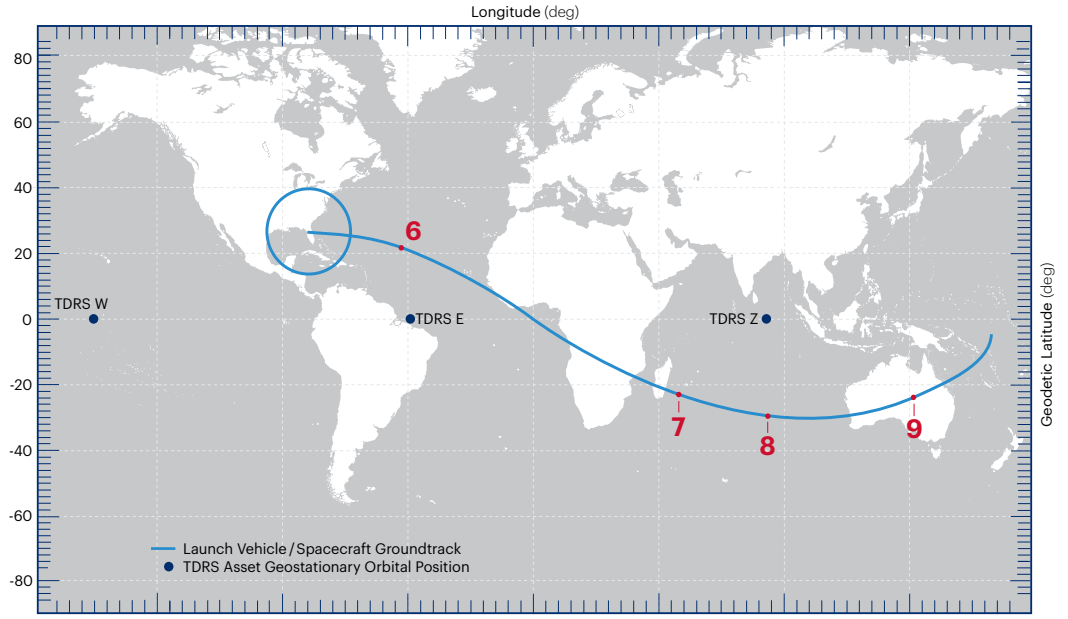 Longitude (deg)
80
60
40
20
0
-20
-40
-60
-80
6
TDRS W
TDRS E
TDRS Z
7
8
9
Geodetic Latitude (deg)
Launch Vehicle/Spacecraft Groundtrack
TDRS Asset Geostationary Orbital Position